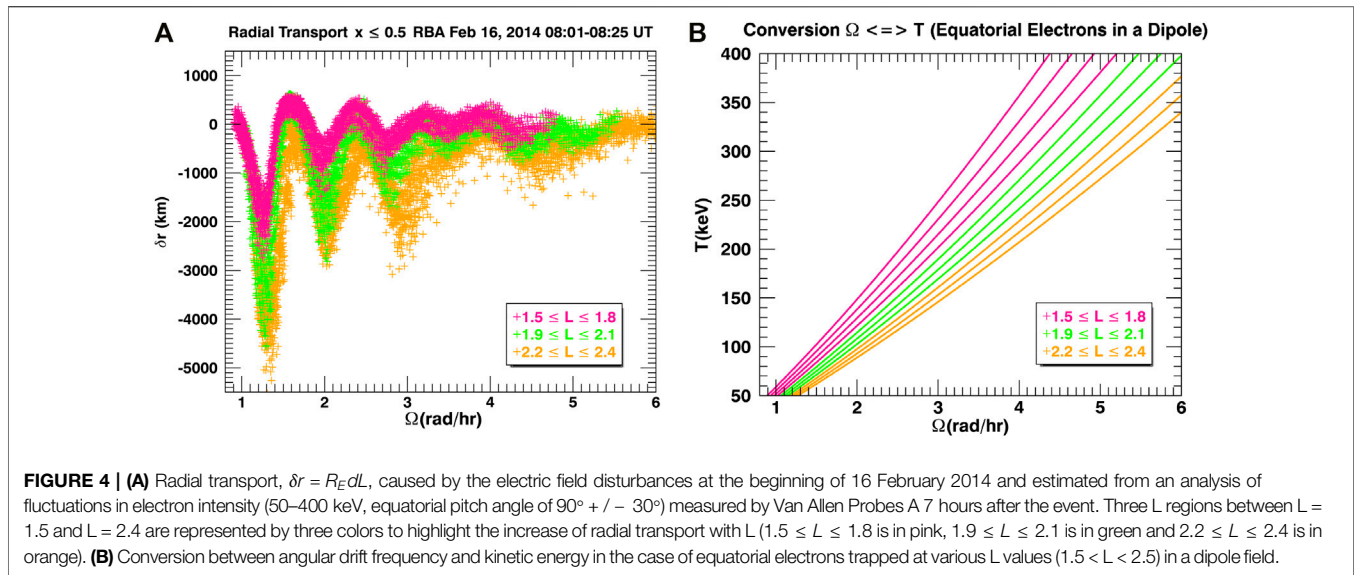 A
Radial Transport x ≤ 0.5 RBA Feb 16, 2014 08:01-08:25 UT
1000
0
-1000
-2000
-3000
-4000
-5000
δr (km)
+1.5 ≤ L ≤ 1.8
+1.9 ≤ L ≤ 2.1
+2.2 ≤ L ≤ 2.4
1 2 3 4 5 6
Ω(rad/hr)
B
Conversion Ω <=> T (Equatorial Electrons in a Dipole)
400
350
300
250
200
150
100
50
T(keV)
+1.5 ≤ L ≤ 1.8
+1.9 ≤ L ≤ 2.1
+2.2 ≤ L ≤ 2.4
1 2 3 4 5 6
Ω(rad/hr)
FIGURE 4 | (A) Radial transport, δr = R_E dL, caused by the electric field disturbances at the beginning of 16 February 2014 and estimated from an analysis of
fluctuations in electron intensity (50–400 keV, equatorial pitch angle of 90° + / − 30°) measured by Van Allen Probes A 7 hours after the event. Three L regions between L =
1.5 and L = 2.4 are represented by three colors to highlight the increase of radial transport with L (1.5 ≤ L ≤ 1.8 is in pink, 1.9 ≤ L ≤ 2.1 is in green and 2.2 ≤ L ≤ 2.4 is in
orange). (B) Conversion between angular drift frequency and kinetic energy in the case of equatorial electrons trapped at various L values (1.5 < L < 2.5) in a dipole field.